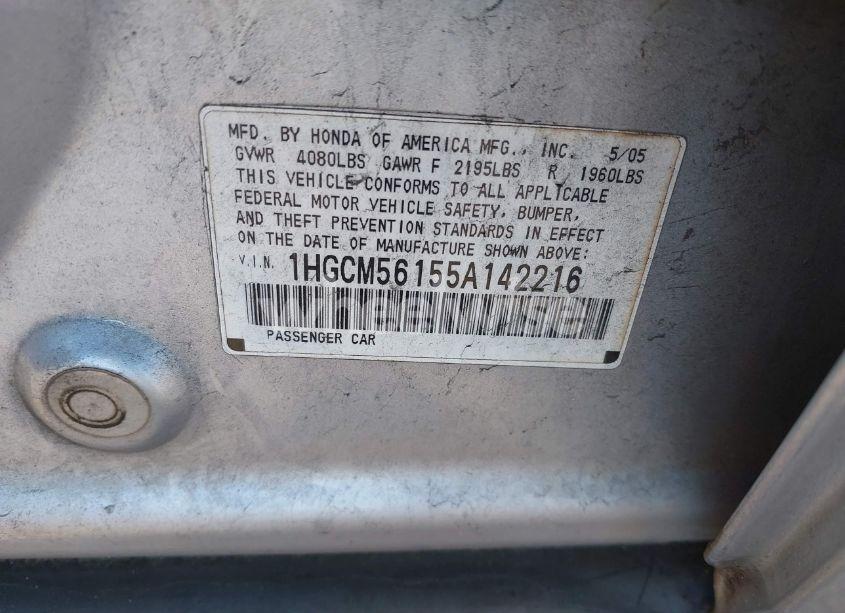 MFD. BY HONDA OF AMERICA MFG., INC. 5/05
GVWR 4080LBS GAWR F 2195LBS R 1960LBS
THIS VEHICLE CONFORMS TO ALL APPLICABLE
FEDERAL MOTOR VEHICLE SAFETY, BUMPER,
AND THEFT PREVENTION STANDARDS IN EFFECT
ON THE DATE OF MANUFACTURE SHOWN ABOVE:
V.I.N. 1HGCM56155A142216
PASSENGER CAR